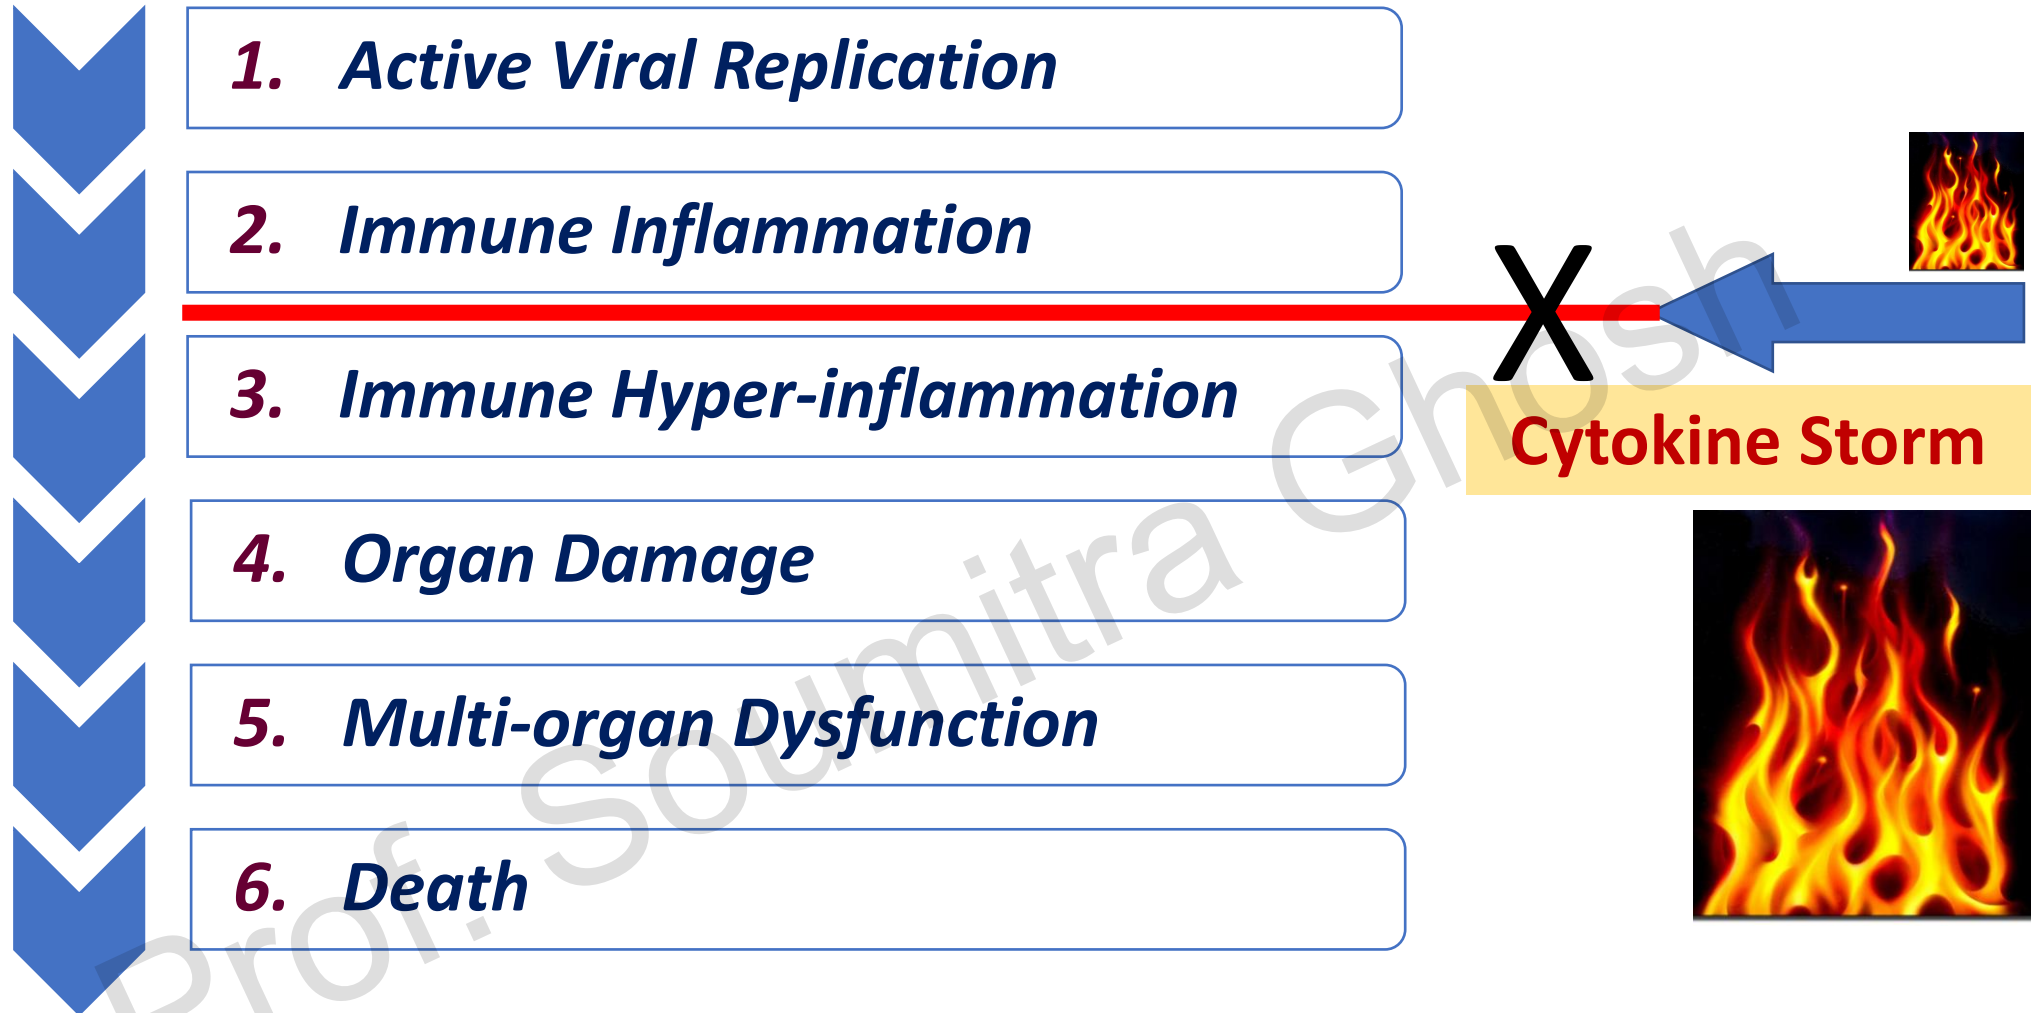 1. Active Viral Replication
2. Immune Inflammation
X
3. Immune Hyper-inflammation
Cytokine Storm
4. Organ Damage
5. Multi-organ Dysfunction
6. Death
Prof. Soumitra Ghosh